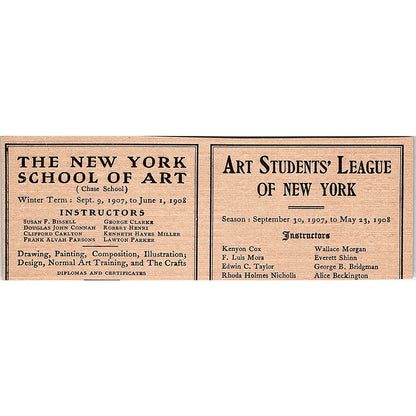 THE NEW YORK
SCHOOL OF ART
(Chase School)
Winter Term: Sept. 9, 1907, to June 1, 1908
INSTRUCTORS
SUSAN F. BISSELL GEORGE CLARKE
DOUGLAS JOHN CONNAH ROBERT HENRI
CLIFFORD CARLTON KENNETH HAYES MILLER
FRANK ALVAH PARSONS LAWTON PARKER
Drawing, Painting, Composition, Illustration;
Design, Normal Art Training, and The Crafts
DIPLOMAS AND CERTIFICATES
ART STUDENTS' LEAGUE
OF NEW YORK
Season: September 30, 1907, to May 23, 1908
Instructors
Kenyon Cox Wallace Morgan
F. Luis Mora Everett Shinn
Edwin C. Taylor George B. Bridgman
Rhoda Holmes Nicholls Alice Beckington